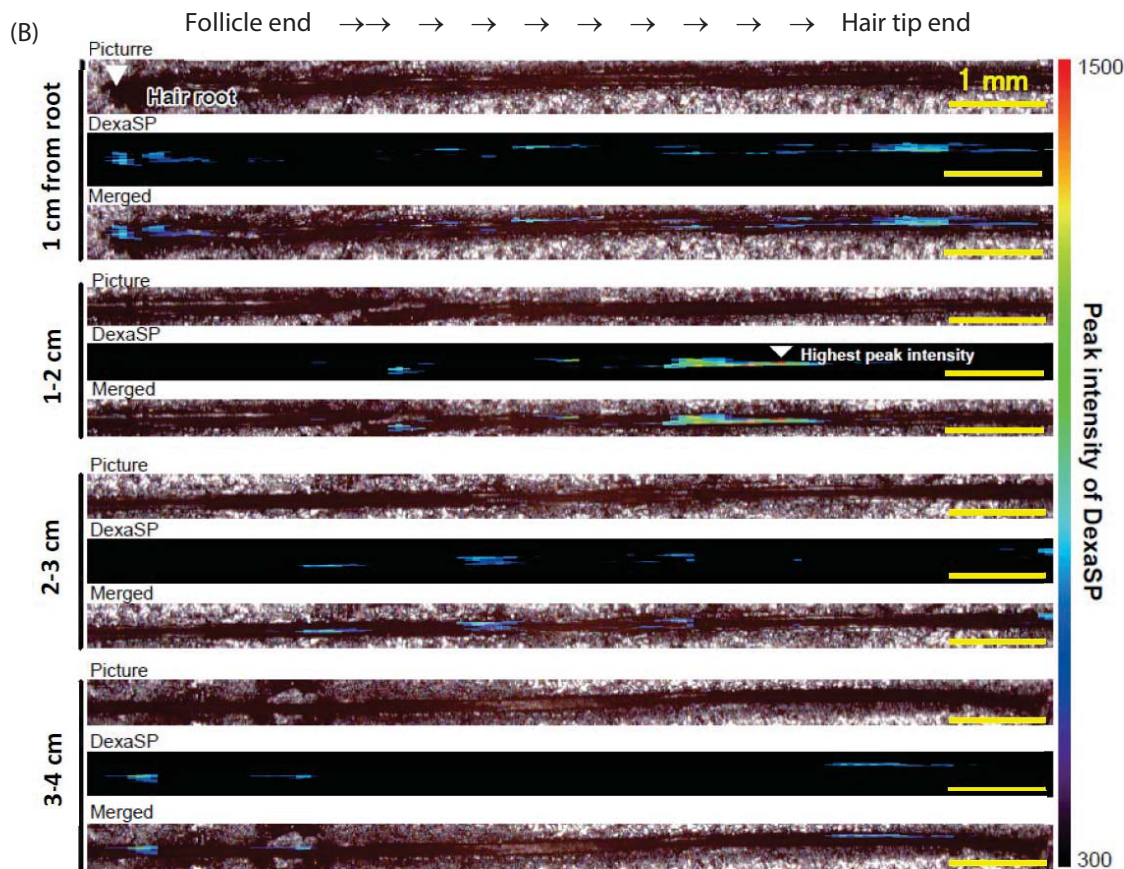 (B)
Follicle end →→ → → → → → → → Hair tip end
1 cm from root
Picturre
Hair root
1 mm
DexaSP
Merged
1-2 cm
Picture
DexaSP
Highest peak intensity
Merged
2-3 cm
Picture
DexaSP
Merged
3-4 cm
Picture
DexaSP
Merged
1500
Peak intensity of DexaSP
300